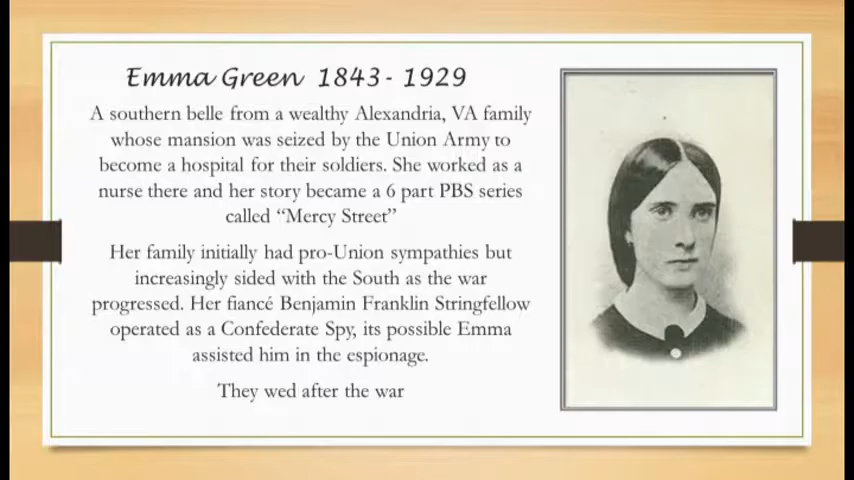 Emma Green 1843- 1929
A southern belle from a wealthy Alexandria, VA family
whose mansion was seized by the Union Army to
become a hospital for their soldiers. She worked as a
nurse there and her story became a 6 part PBS series
called “Mercy Street”
Her family initially had pro-Union sympathies but
increasingly sided with the South as the war
progressed. Her fiancé Benjamin Franklin Stringfellow
operated as a Confederate Spy, its possible Emma
assisted him in the espionage.
They wed after the war